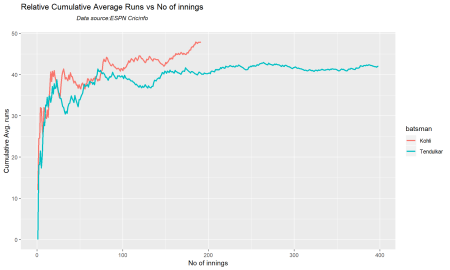 Relative Cumulative Average Runs vs No of innings
Data source:ESPN Cricinfo
50
40
30
20
10
0
Cumulative Avg. runs
0
100
200
300
400
No of innings
batsman
Kohli
Tendulkar